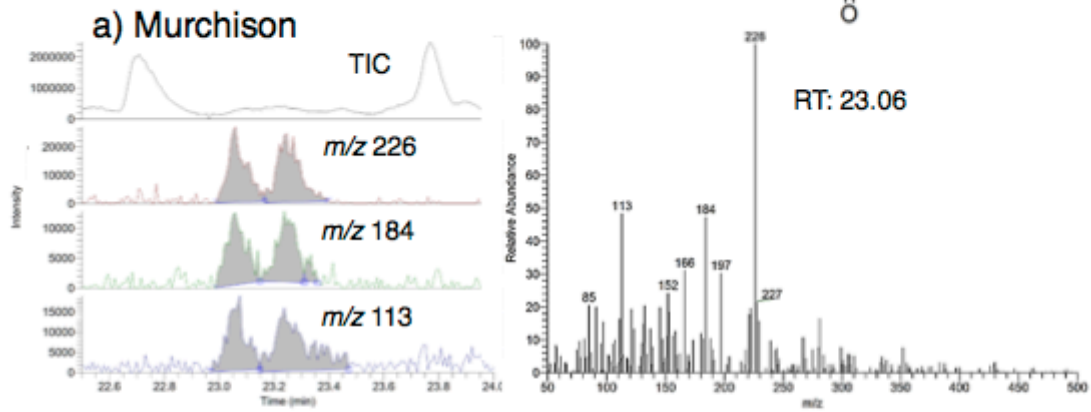 a) Murchison
TIC
2000000
1000000
0
m/z 226
20000
10000
0
m/z 184
10000
5000
0
m/z 113
15000
10000
5000
0
Intensity
22.6 22.8 23.0 23.2 23.4 23.6 23.8 24.0
Time (min)
O
RT: 23.06
100
90
80
70
60
50
40
30
20
10
0
Relative Abundance
226
113
184
166
197
152
85
227
50 100 150 200 250 300 350 400 450 500
m/z